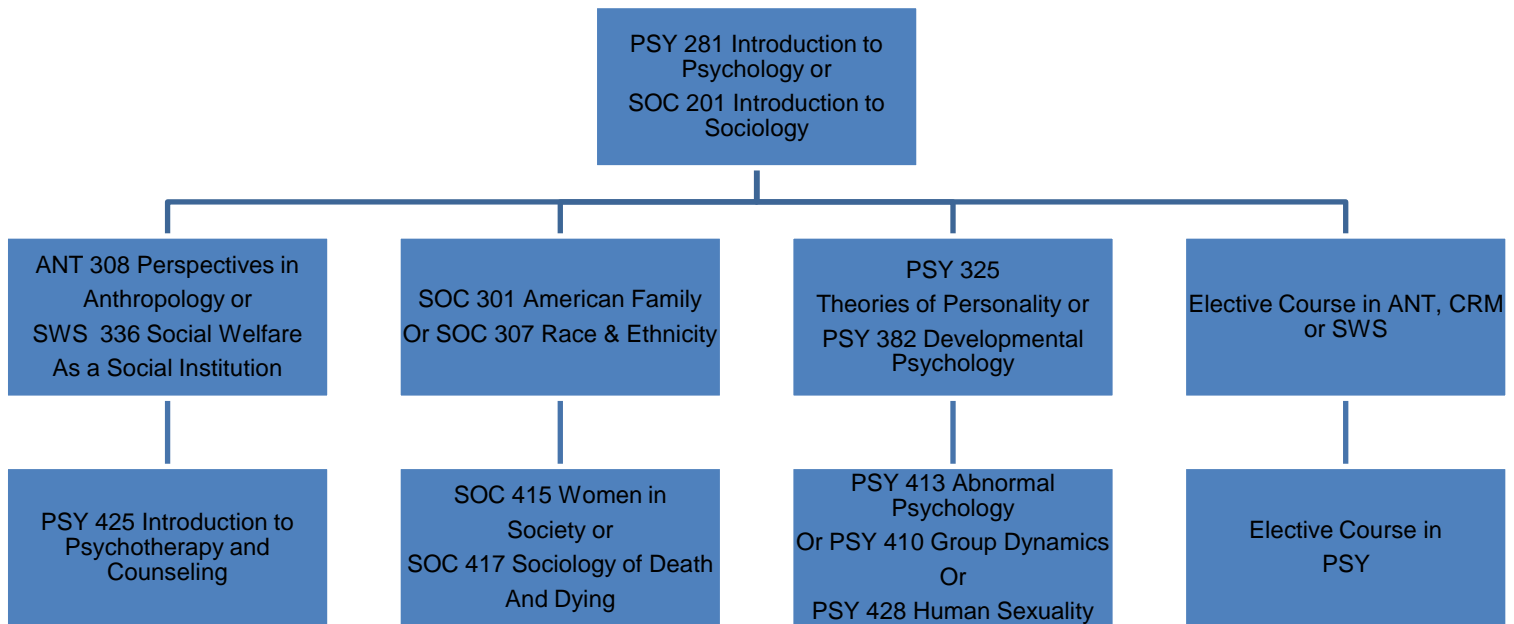 PSY 281 Introduction to
Psychology or
SOC 201 Introduction to
Sociology
ANT 308 Perspectives in
Anthropology or
SWS 336 Social Welfare
As a Social Institution
SOC 301 American Family
Or SOC 307 Race & Ethnicity
PSY 325
Theories of Personality or
PSY 382 Developmental
Psychology
Elective Course in ANT, CRM
or SWS
PSY 425 Introduction to
Psychotherapy and
Counseling
SOC 415 Women in
Society or
SOC 417 Sociology of Death
And Dying
PSY 413 Abnormal
Psychology
Or PSY 410 Group Dynamics
Or
PSY 428 Human Sexuality
Elective Course in
PSY